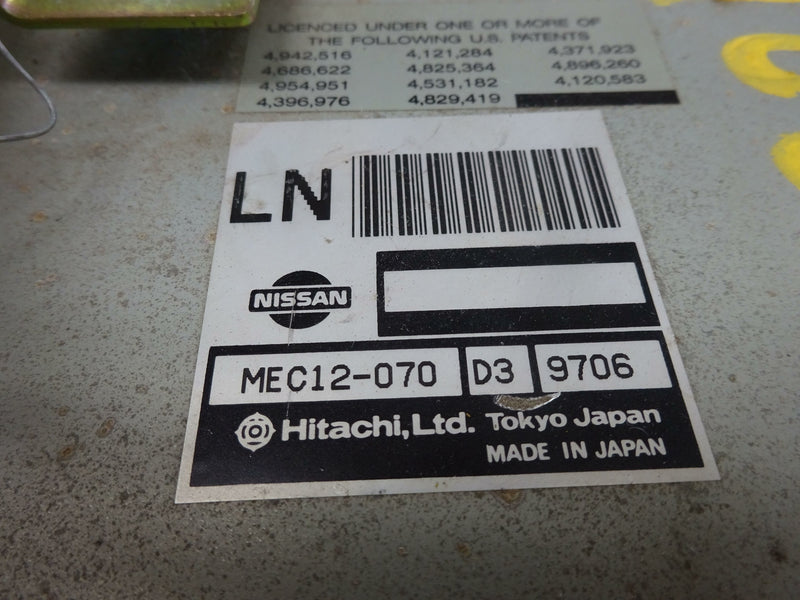 LICENCED UNDER ONE OR MORE OF
THE FOLLOWING U.S. PATENTS
4,942,516 4,121,284 4,371,923
4,686,622 4,825,364 4,896,260
4,954,951 4,531,182 4,120,583
4,396,976 4,829,419
LN
NISSAN
MEC12-070 D3 9706
Hitachi, Ltd. Tokyo Japan
MADE IN JAPAN